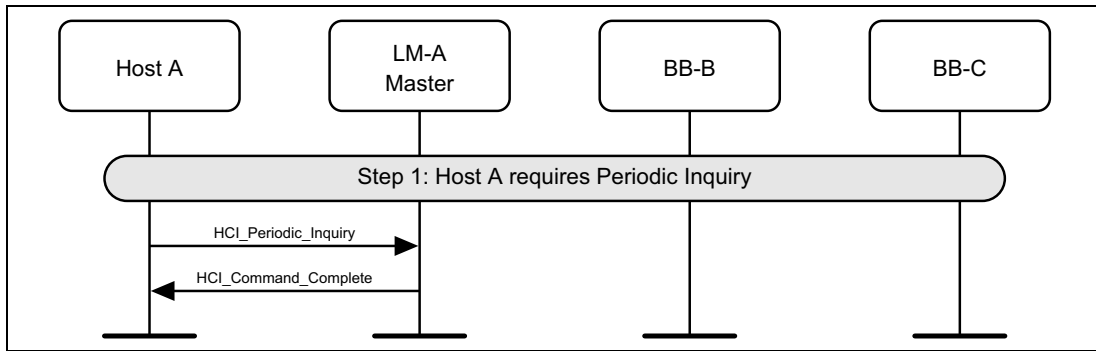 Host A
LM-A
Master
BB-B
BB-C
Step 1: Host A requires Periodic Inquiry
HCI_Periodic_Inquiry
HCI_Command_Complete